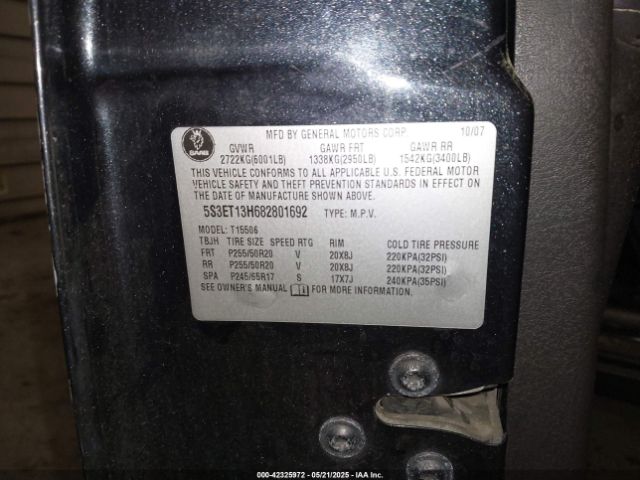 MFD BY GENERAL MOTORS CORP 10/07
SAAB
GVWR GAWR FRT GAWR RR
2722KG(6001LB) 1338KG(2950LB) 1542KG(3400LB)
THIS VEHICLE CONFORMS TO ALL APPLICABLE U.S. FEDERAL MOTOR
VEHICLE SAFETY AND THEFT PREVENTION STANDARDS IN EFFECT ON
THE DATE OF MANUFACTURE SHOWN ABOVE.
5S3ET13H682801692 TYPE: M.P.V.
MODEL: T15506
TBJH TIRE SIZE SPEED RTG RIM COLD TIRE PRESSURE
FRT P255/50R20 V 20X8J 220KPA(32PSI)
RR P255/50R20 V 20X8J 220KPA(32PSI)
SPA P245/65R17 S 17X7J 240KPA(35PSI)
SEE OWNER'S MANUAL FOR MORE INFORMATION.
000-42325972 - 05/21/2025 - IAA Inc.